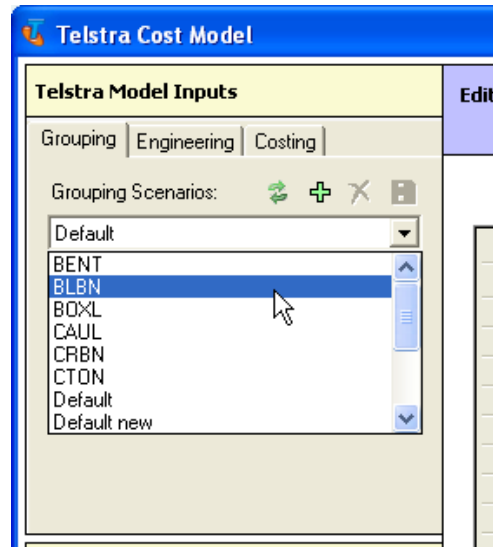 Telstra Cost Model
Telstra Model Inputs
Edit
Grouping Engineering Costing
Grouping Scenarios:
Default
BENT
BLBN
BOXL
CAUL
CRBN
CTON
Default
Default new